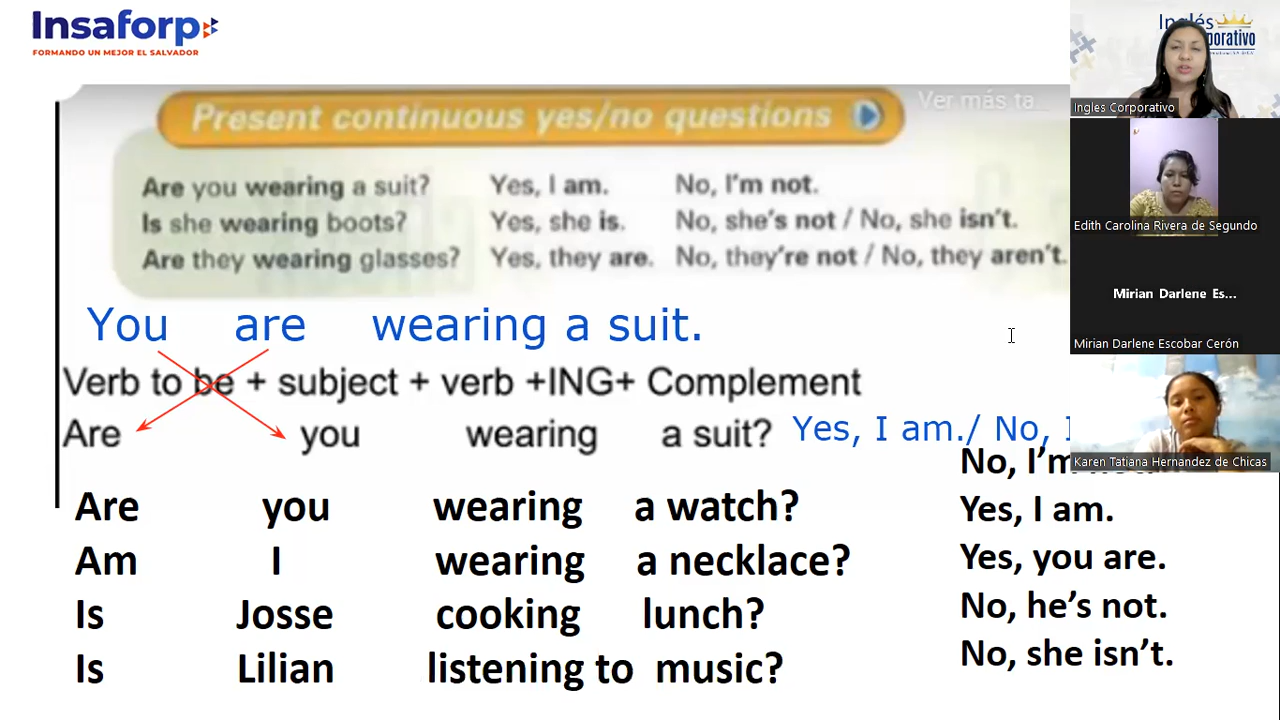 Insaforp
FORMANDO UN MEJOR EL SALVADOR
Present continuous yes/no questions
Ver más ta...
Are you wearing a suit? Yes, I am. No, I'm not.
Is she wearing boots? Yes, she is. No, she's not / No, she isn't.
Are they wearing glasses? Yes, they are. No, they're not / No, they aren't.
You are wearing a suit.
Verb to be + subject + verb +ING+ Complement
Are you wearing a suit? Yes, I am./ No, I
No, I'm
Are you wearing a watch? Yes, I am.
Am I wearing a necklace? Yes, you are.
Is Josse cooking lunch? No, he's not.
Is Lilian listening to music? No, she isn't.
Inglés
Ingles Corporativo
Edith Carolina Rivera de Segundo
Mirian Darlene Es...
Mirian Darlene Escobar Cerón
Karen Tatiana Hernandez de Chicas